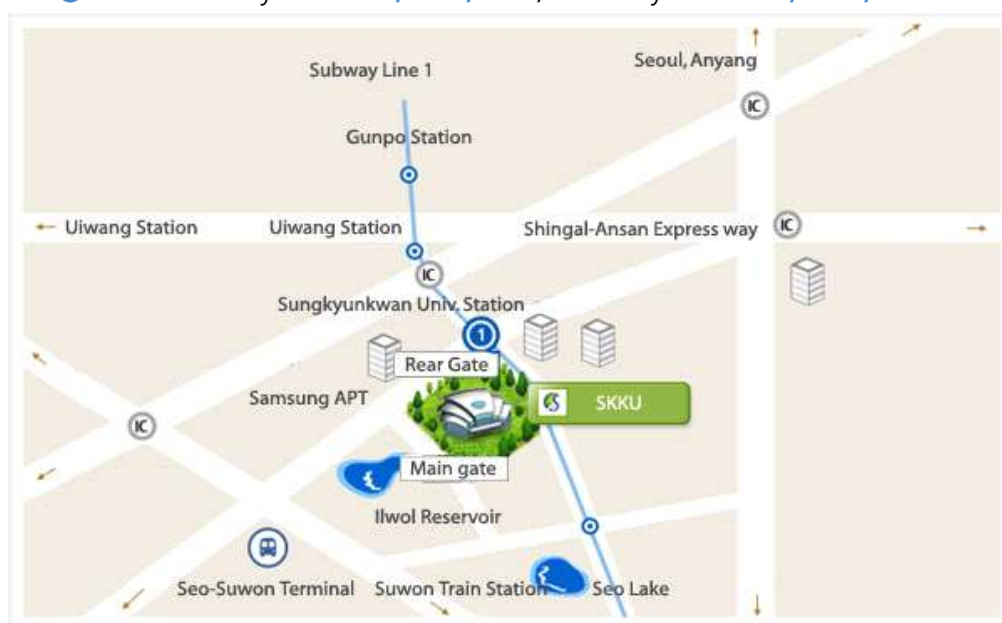 Subway Line 1
Seoul, Anyang
IC
Gunpo Station
Uiwang Station
Uiwang Station
Shingal-Ansan Express way
IC
IC
Sungkyunkwan Univ. Station
1
Rear Gate
Samsung APT
SKKU
IC
Main gate
Ilwol Reservoir
Seo-Suwon Terminal
Suwon Train Station
Seo Lake